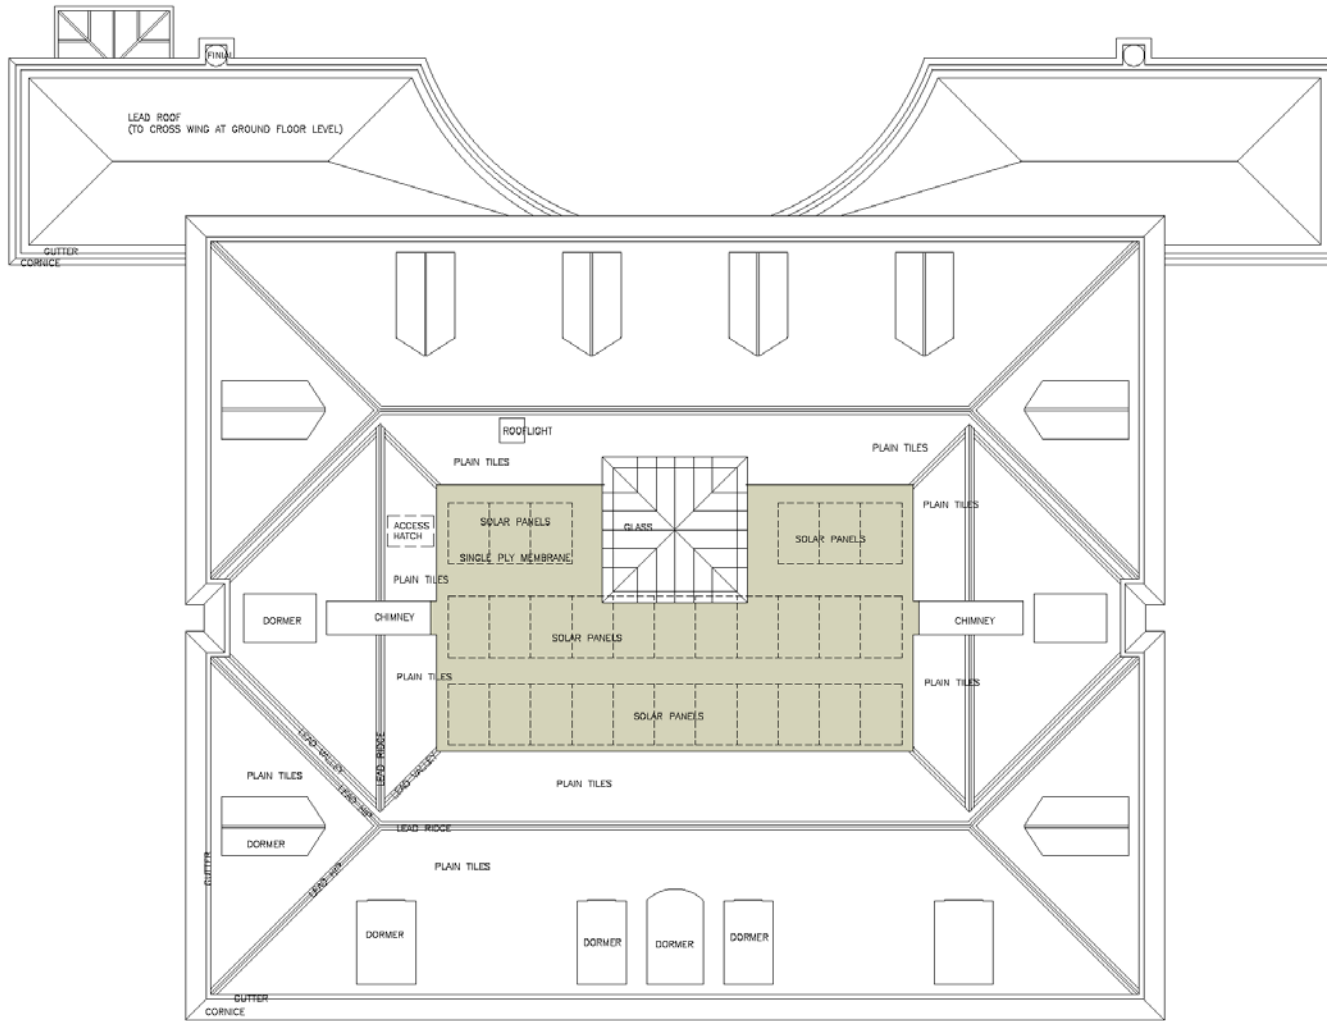 FINIAL
LEAD ROOF
(TO CROSS WING AT GROUND FLOOR LEVEL)
GUTTER
CORNICE
ROOFLIGHT
PLAIN TILES
PLAIN TILES
PLAIN TILES
ACCESS
HATCH
SOLAR PANELS
GLASS
SOLAR PANELS
SINGLE PLY MEMBRANE
PLAIN TILES
DORMER
CHIMNEY
CHIMNEY
SOLAR PANELS
PLAIN TILES
PLAIN TILES
SOLAR PANELS
LEAD VALLEY
LEAD RIDGE
LEAD VALLEY
PLAIN TILES
PLAIN TILES
LEAD HIP
LEAD RIDGE
DORMER
GUTTER
LEAD HIP
PLAIN TILES
DORMER
DORMER
DORMER
DORMER
GUTTER
CORNICE